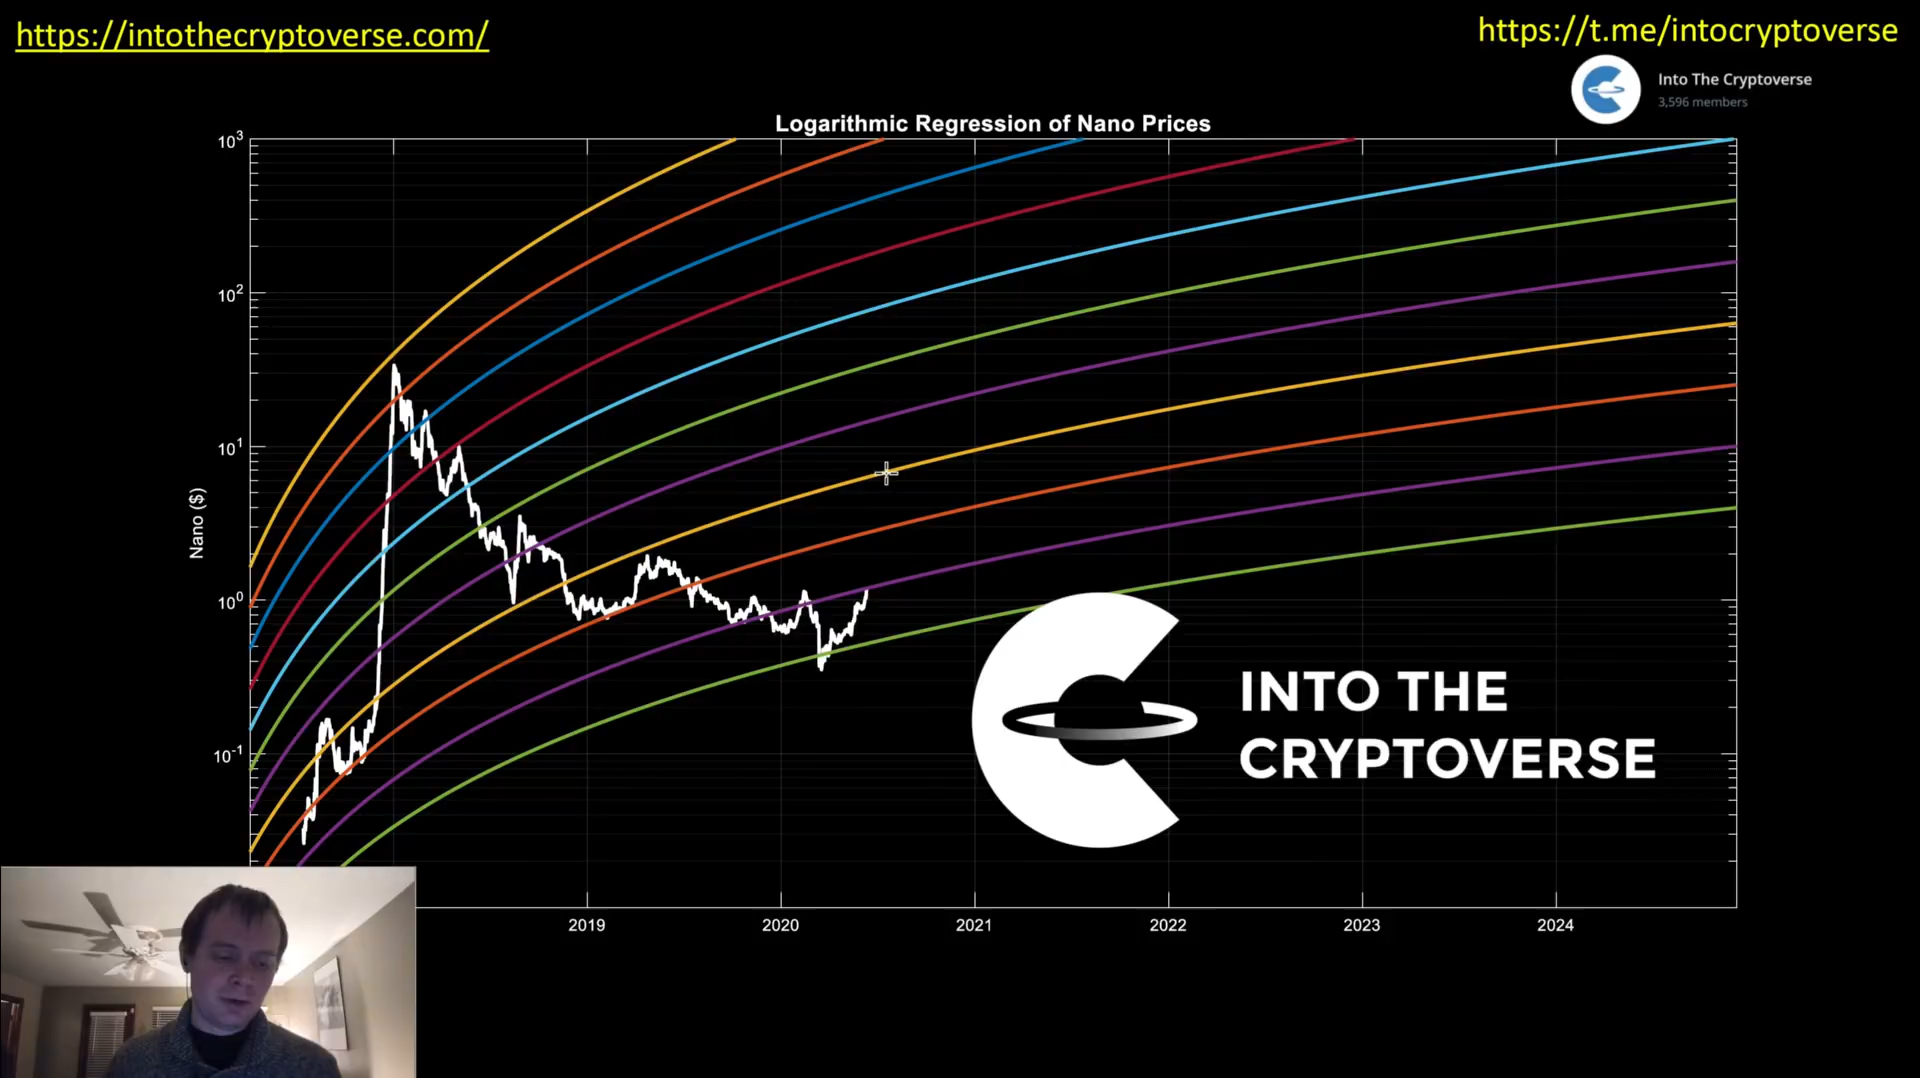 https://intothecryptoverse.com/
https://t.me/intocryptoverse
Into The Cryptoverse
3,596 members
Logarithmic Regression of Nano Prices
10³
10²
10¹
10⁰
10⁻¹
Nano ($)
INTO THE
CRYPTOVERSE
2019
2020
2021
2022
2023
2024